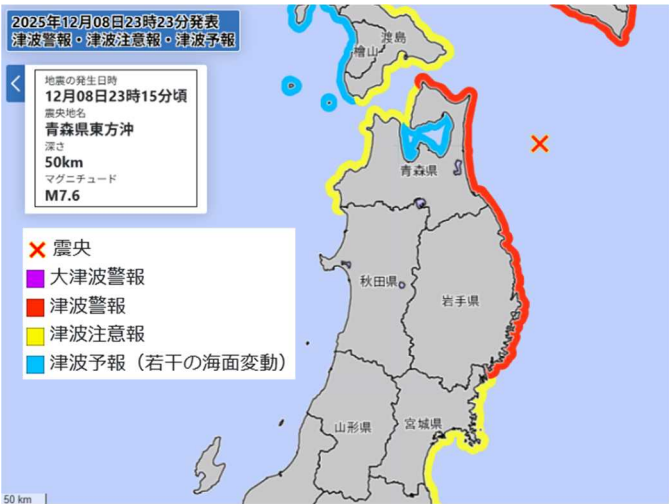 2025年12月08日23時23分発表
津波警報・津波注意報・津波予報
地震の発生日時
12月08日23時15分頃
震央地名
青森県東方沖
深さ
50km
マグニチュード
M7.6
震央
大津波警報
津波警報
津波注意報
津波予報（若干の海面変動）
渡島
檜山
青森県
秋田県
岩手県
山形県
宮城県
50 km